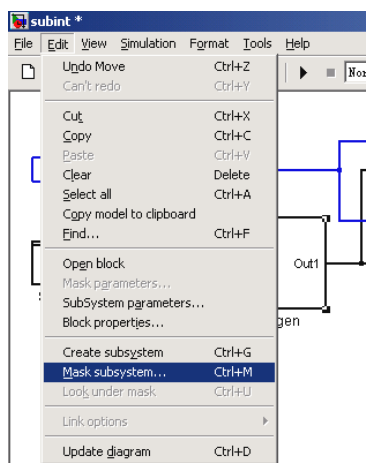 subint *
File Edit View Simulation Format Tools Help
Undo Move Ctrl+Z
Can't redo Ctrl+Y
Cut Ctrl+X
Copy Ctrl+C
Paste Ctrl+V
Clear Delete
Select all Ctrl+A
Copy model to clipboard
Find... Ctrl+F
Open block
Mask parameters...
SubSystem parameters...
Block properties...
Create subsystem Ctrl+G
Mask subsystem... Ctrl+M
Look under mask Ctrl+U
Link options
Update diagram Ctrl+D
Nor
Out1
gen